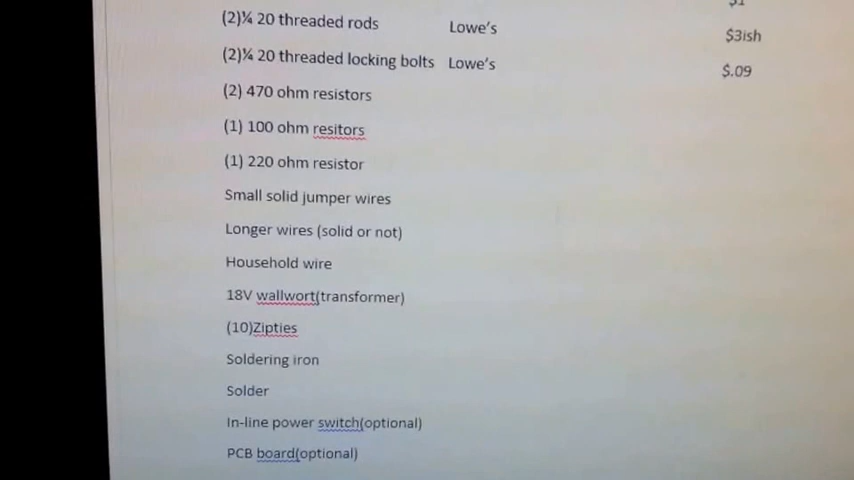 $1
(2)¼ 20 threaded rods Lowe's $3ish
(2)¼ 20 threaded locking bolts Lowe's $.09
(2) 470 ohm resistors
(1) 100 ohm resitors
(1) 220 ohm resistor
Small solid jumper wires
Longer wires (solid or not)
Household wire
18V wallwort(transformer)
(10)Zipties
Soldering iron
Solder
In-line power switch(optional)
PCB board(optional)